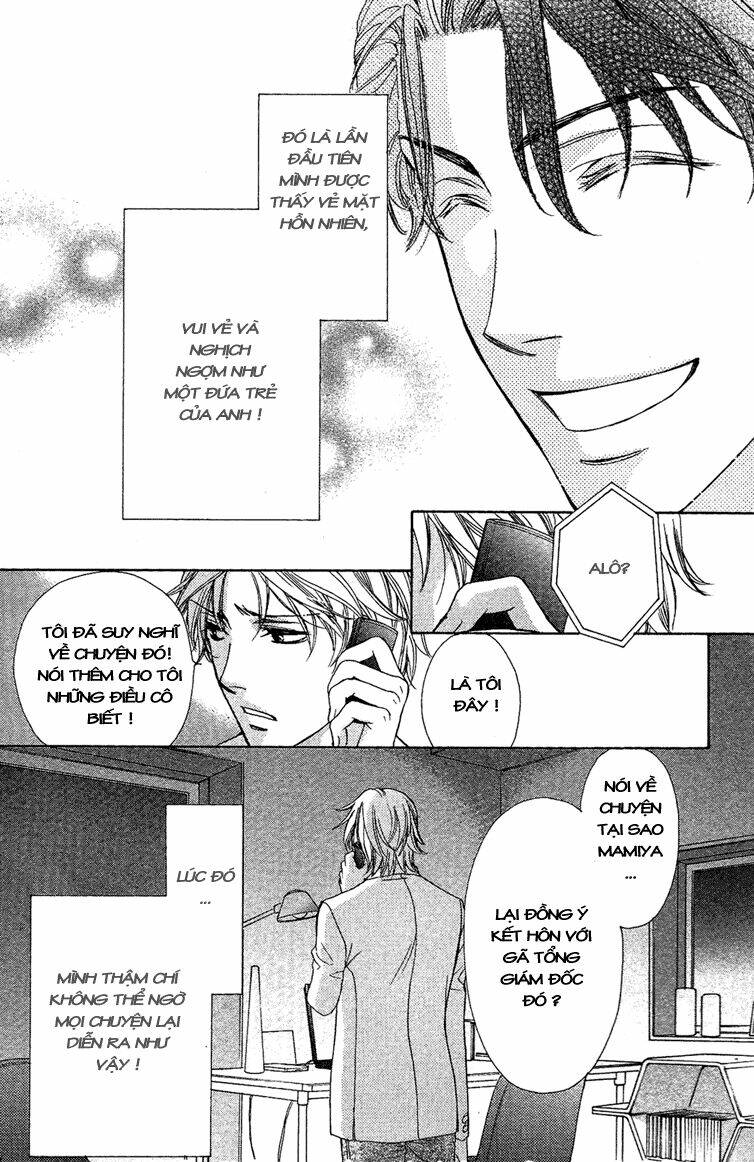 ĐÓ LÀ LẦN
ĐẦU TIÊN
MÌNH ĐƯỢC
THẤY VẺ MẶT
HỒN NHIÊN,
VUI VẺ VÀ
NGHỊCH
NGỢM NHƯ
MỘT ĐỨA TRẺ
CỦA ANH !
ALÔ?
LÀ TÔI
ĐÂY !
TÔI ĐÃ SUY NGHĨ
VỀ CHUYỆN ĐÓ!
NÓI THÊM CHO TÔI
NHỮNG ĐIỀU CÔ
BIẾT !
NÓI VỀ
CHUYỆN
TẠI SAO
MAMIYA
...
LẠI ĐỒNG Ý
KẾT HÔN VỚI
GÃ TỔNG
GIÁM ĐỐC
ĐÓ ?
LÚC ĐÓ
...
MÌNH THẬM CHÍ
KHÔNG THỂ NGỜ
MỌI CHUYỆN LẠI
DIỄN RA NHƯ
VẬY !